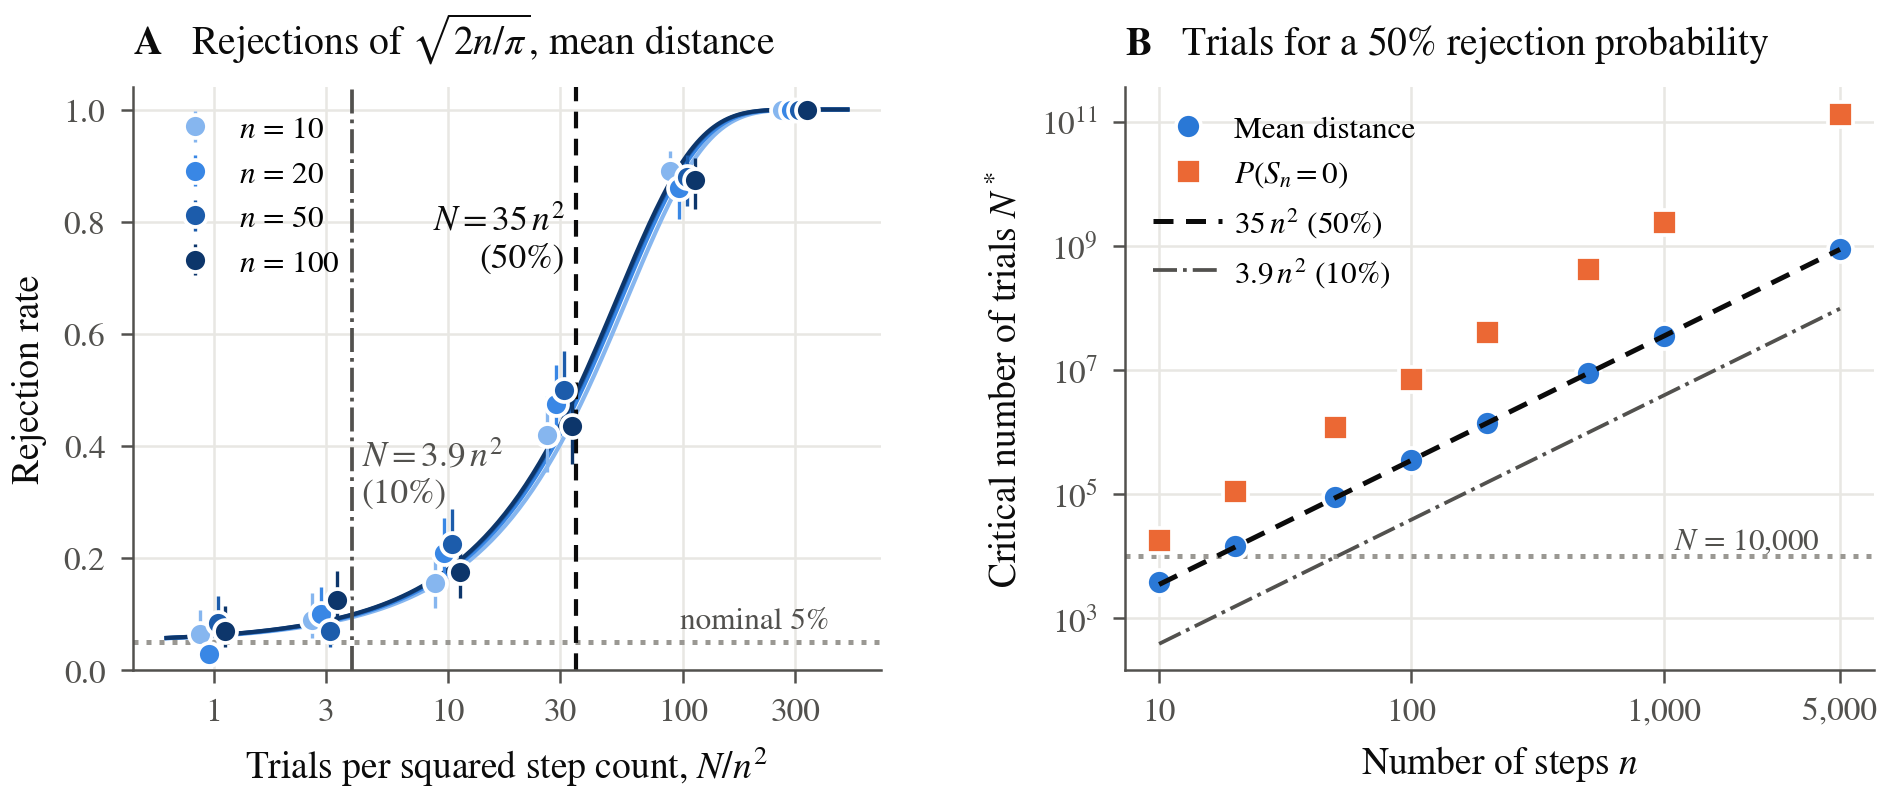 A Rejections of √2n/π, mean distance
1.0
0.8
0.6
0.4
0.2
0.0
Rejection rate
n = 10
n = 20
n = 50
n = 100
N = 35 n²
(50%)
N = 3.9 n²
(10%)
nominal 5%
1 3 10 30 100 300
Trials per squared step count, N/n²
B Trials for a 50% rejection probability
10¹¹
10⁹
10⁷
10⁵
10³
Critical number of trials N*
Mean distance
P(Sₙ = 0)
35 n² (50%)
3.9 n² (10%)
N = 10,000
10 100 1,000 5,000
Number of steps n